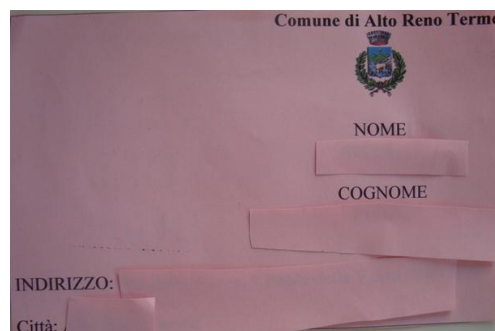 Comune di Alto Reno Terme
NOME
COGNOME
INDIRIZZO:
Città: